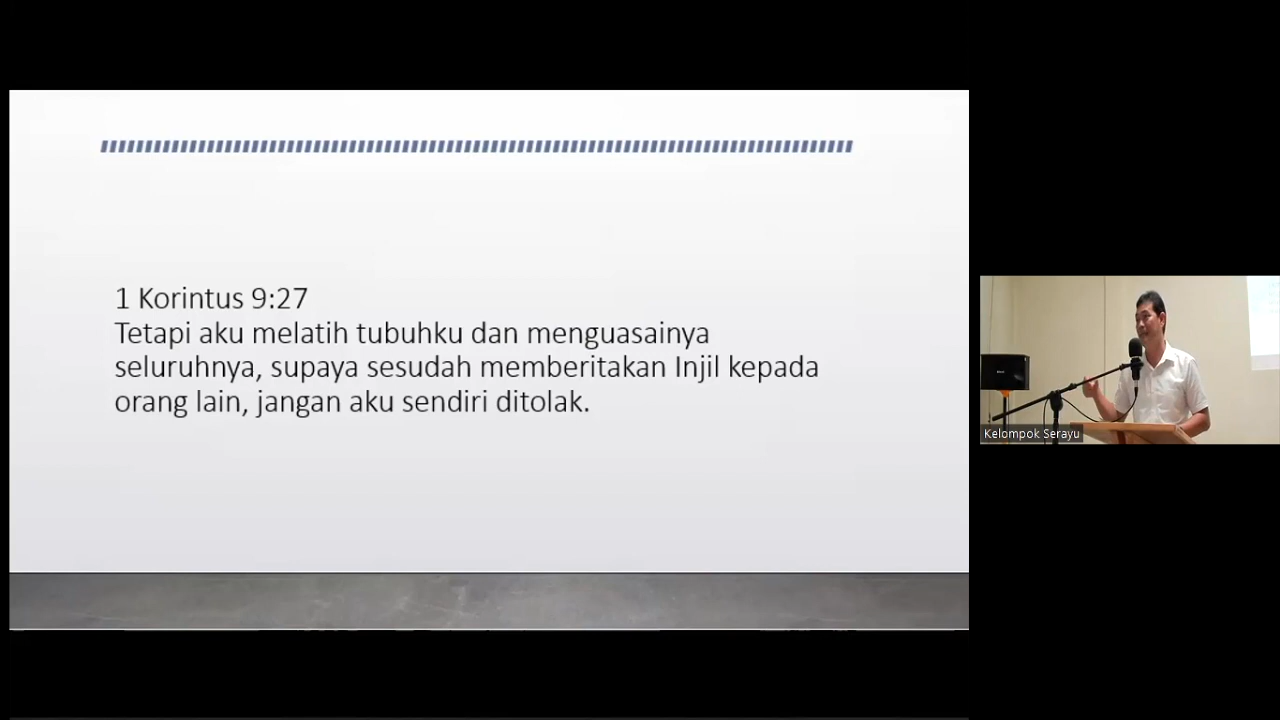 1 Korintus 9:27
Tetapi aku melatih tubuhku dan menguasainya
seluruhnya, supaya sesudah memberitakan Injil kepada
orang lain, jangan aku sendiri ditolak.
Kelompok Serayu